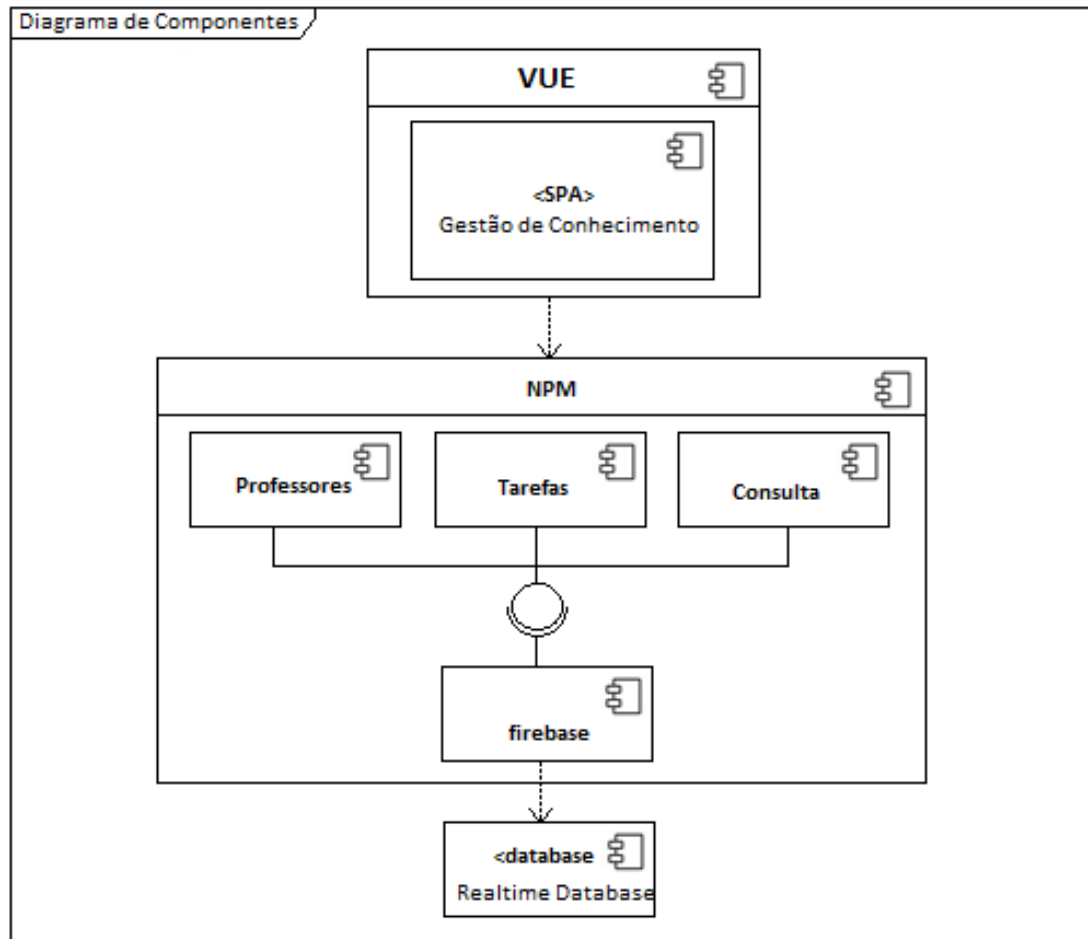 Diagrama de Componentes
VUE
<SPA>
Gestão de Conhecimento
NPM
Professores
Tarefas
Consulta
firebase
<database
Realtime Database